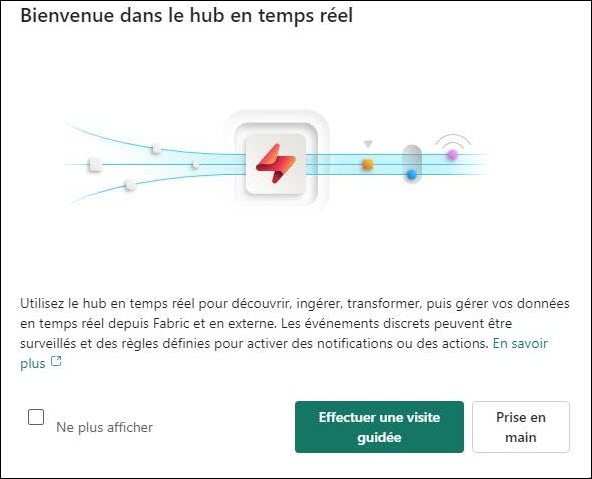 Bienvenue dans le hub en temps réel
Utilisez le hub en temps réel pour découvrir, ingérer, transformer, puis gérer vos données
en temps réel depuis Fabric et en externe. Les événements discrets peuvent être
surveillés et des règles définies pour activer des notifications ou des actions. En savoir
plus
Ne plus afficher
Effectuer une visite
guidée
Prise en
main